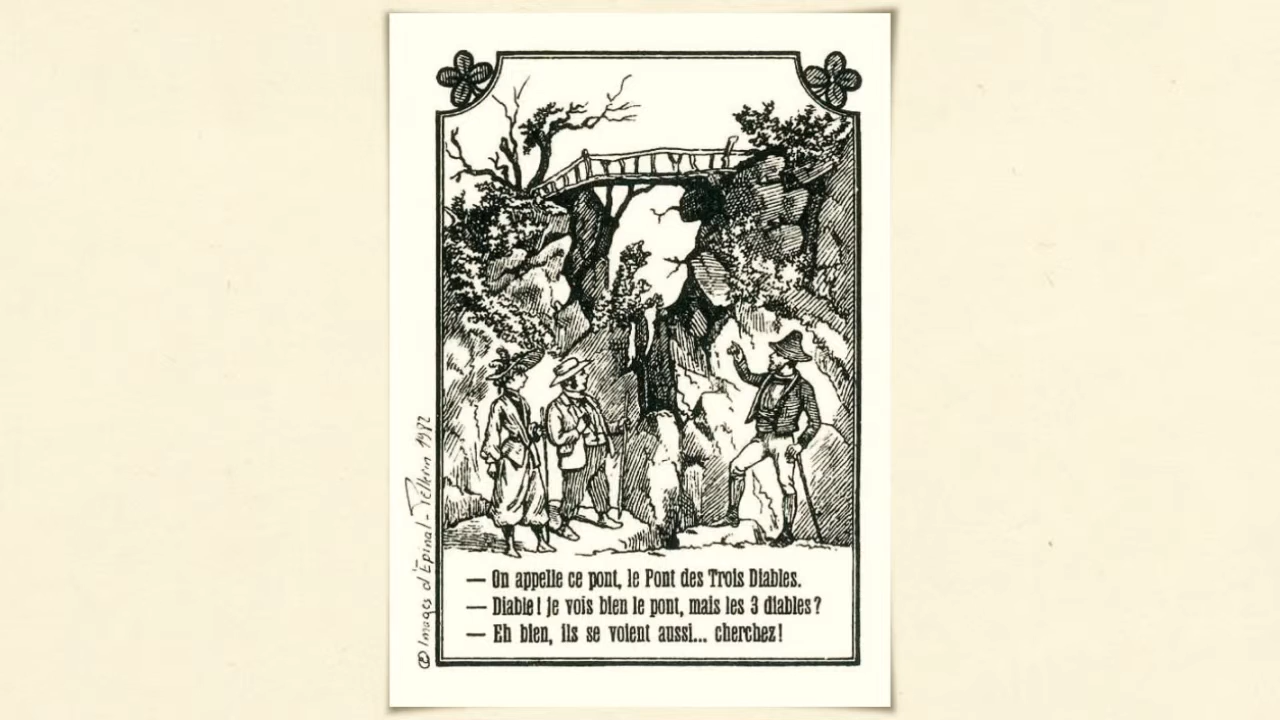 — On appelle ce pont, le Pont des Trois Diables.
— Diable! je vois bien le pont, mais les 3 diables?
— Eh bien, ils se voient aussi... cherchez!
© Images d'Epinal - Pellerin 1982